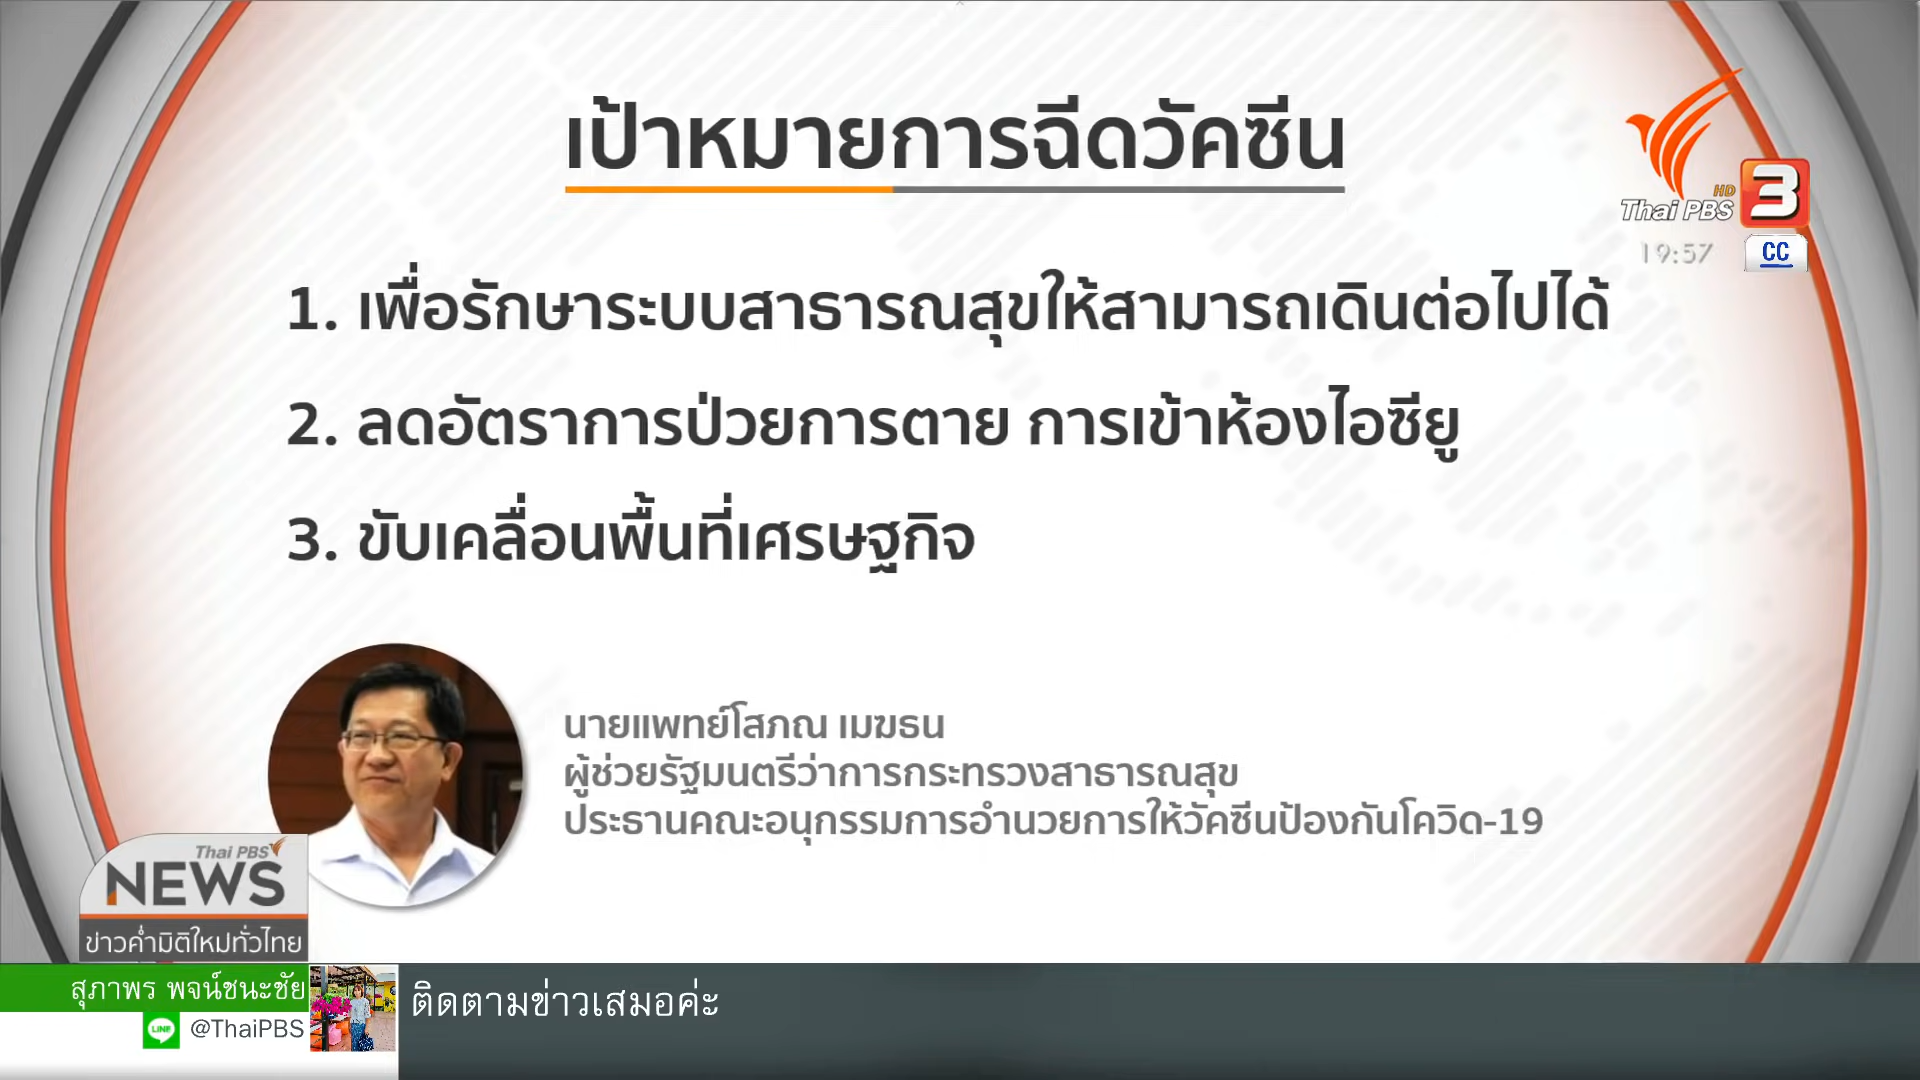 เป้าหมายการฉีดวัคซีน
HD
Thai PBS 3
19:57
CC
1. เพื่อรักษาระบบสาธารณสุขให้สามารถเดินต่อไปได้
2. ลดอัตราการป่วยการตาย การเข้าห้องไอซียู
3. ขับเคลื่อนพื้นที่เศรษฐกิจ
นายแพทย์โสภณ เมฆธน
ผู้ช่วยรัฐมนตรีว่าการกระทรวงสาธารณสุข
ประธานคณะอนุกรรมการอำนวยการให้วัคซีนป้องกันโควิด-19
Thai PBS
NEWS
ข่าวค่ำมิติใหม่ทั่วไทย
สุภาพร พจน์ชนะชัย
ติดตามข่าวเสมอค่ะ
LINE @ThaiPBS